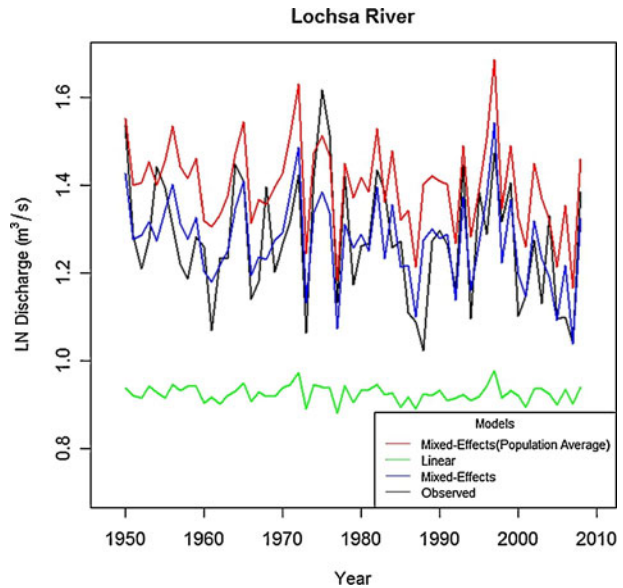 Lochsa River
LN Discharge (m³/s)
1.6
1.4
1.2
1.0
0.8
Models
Mixed-Effects(Population Average)
Linear
Mixed-Effects
Observed
1950 1960 1970 1980 1990 2000 2010
Year